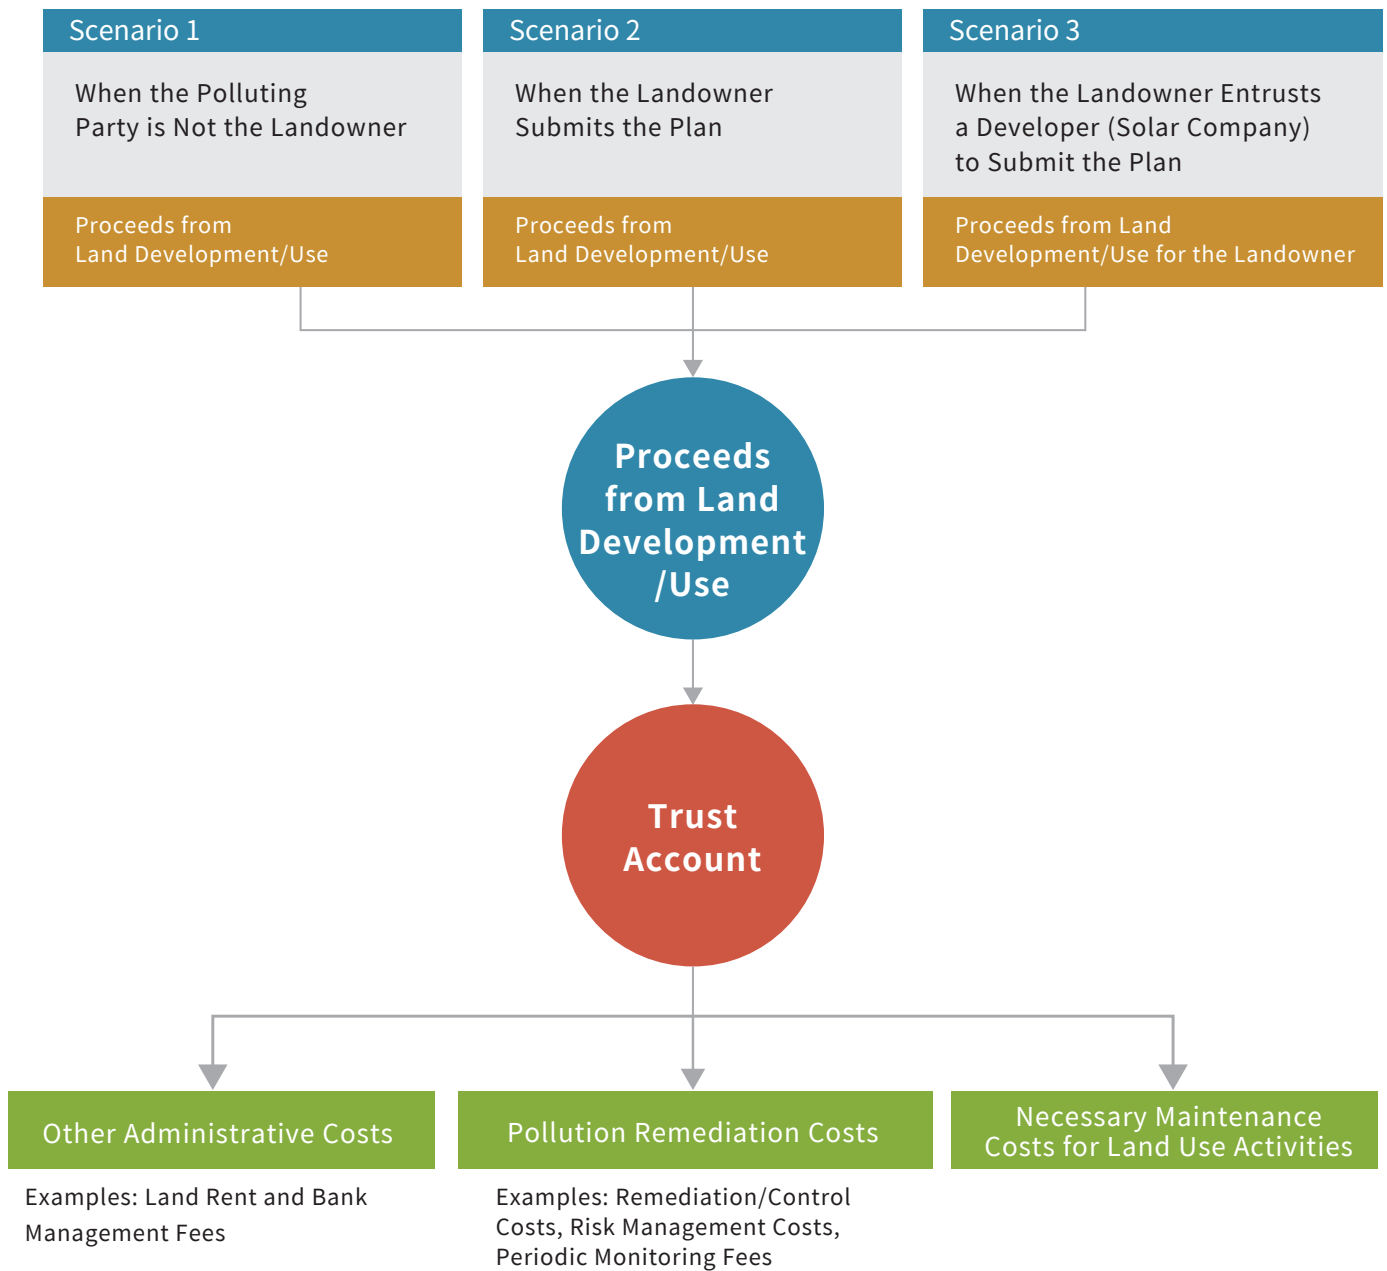 Scenario 1
When the Polluting
Party is Not the Landowner
Proceeds from
Land Development/Use
Scenario 2
When the Landowner
Submits the Plan
Proceeds from
Land Development/Use
Scenario 3
When the Landowner Entrusts
a Developer (Solar Company)
to Submit the Plan
Proceeds from Land
Development/Use for the Landowner
Proceeds
from Land
Development
/Use
Trust
Account
Other Administrative Costs
Examples: Land Rent and Bank
Management Fees
Pollution Remediation Costs
Examples: Remediation/Control
Costs, Risk Management Costs,
Periodic Monitoring Fees
Necessary Maintenance
Costs for Land Use Activities